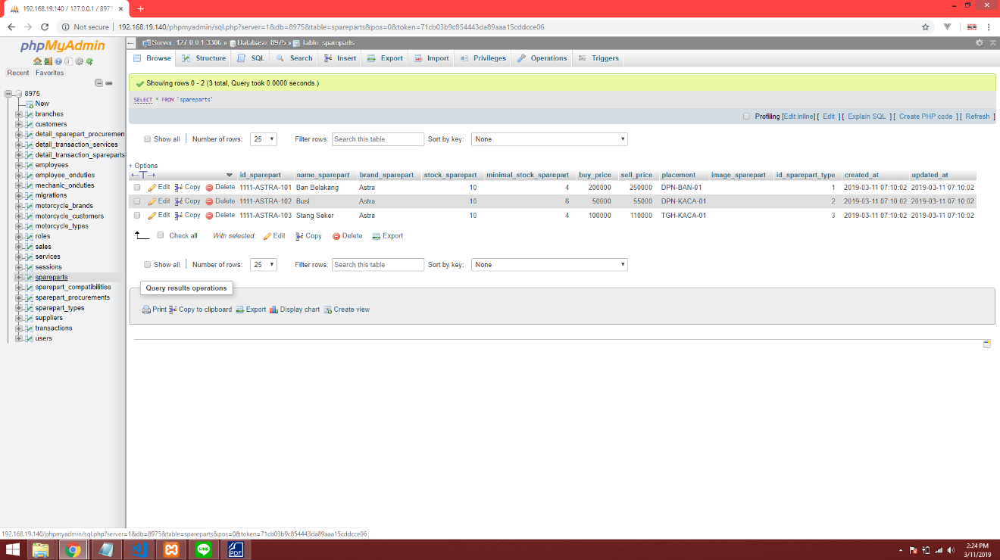 192.168.19.140 / 127.0.0.1 / 8975
Not secure | 192.168.19.140/phpmyadmin/sql.php?server=1&db=8975&table=spareparts&pos=0&token=71cb03b9c854443da89aaa15cddcce06
phpMyAdmin
Recent Favorites
8975
New
branches
customers
detail_sparepart_procuremen
detail_transaction_services
detail_transaction_spareparts
employees
employee_onduties
mechanic_onduties
migrations
motorcycle_brands
motorcycle_customers
motorcycle_types
roles
sales
services
sessions
spareparts
sparepart_compatibilities
sparepart_procurements
sparepart_types
suppliers
transactions
users
Server: 127.0.0.1:3306 » Database: 8975 » Table: spareparts
Browse Structure SQL Search Insert Export Import Privileges Operations Triggers
Showing rows 0 - 2 (3 total, Query took 0.0000 seconds.)
SELECT * FROM `spareparts`
Profiling [Edit inline] [ Edit ] [ Explain SQL ] [ Create PHP code ] [ Refresh ]
Show all Number of rows: 25 Filter rows: Search this table Sort by key: None
+ Options
id_sparepart name_sparepart brand_sparepart stock_sparepart minimal_stock_sparepart buy_price sell_price placement image_sparepart id_sparepart_type created_at updated_at
Edit Copy Delete 1111-ASTRA-101 Ban Belakang Astra 10 4 200000 250000 DPN-BAN-01 1 2019-03-11 07:10:02 2019-03-11 07:10:02
Edit Copy Delete 1111-ASTRA-102 Busi Astra 10 6 50000 55000 DPN-KACA-01 2 2019-03-11 07:10:02 2019-03-11 07:10:02
Edit Copy Delete 1111-ASTRA-103 Stang Seker Astra 10 4 100000 110000 TGH-KACA-01 3 2019-03-11 07:10:02 2019-03-11 07:10:02
Check all With selected: Edit Copy Delete Export
Show all Number of rows: 25 Filter rows: Search this table Sort by key: None
Query results operations
Print Copy to clipboard Export Display chart Create view
192.168.19.140/phpmyadmin/sql.php?server=1&db=8975&table=spareparts&pos=0&token=71cb03b9c854443da89aaa15cddcce06
LINE
PDF
2:24 PM
3/11/2019